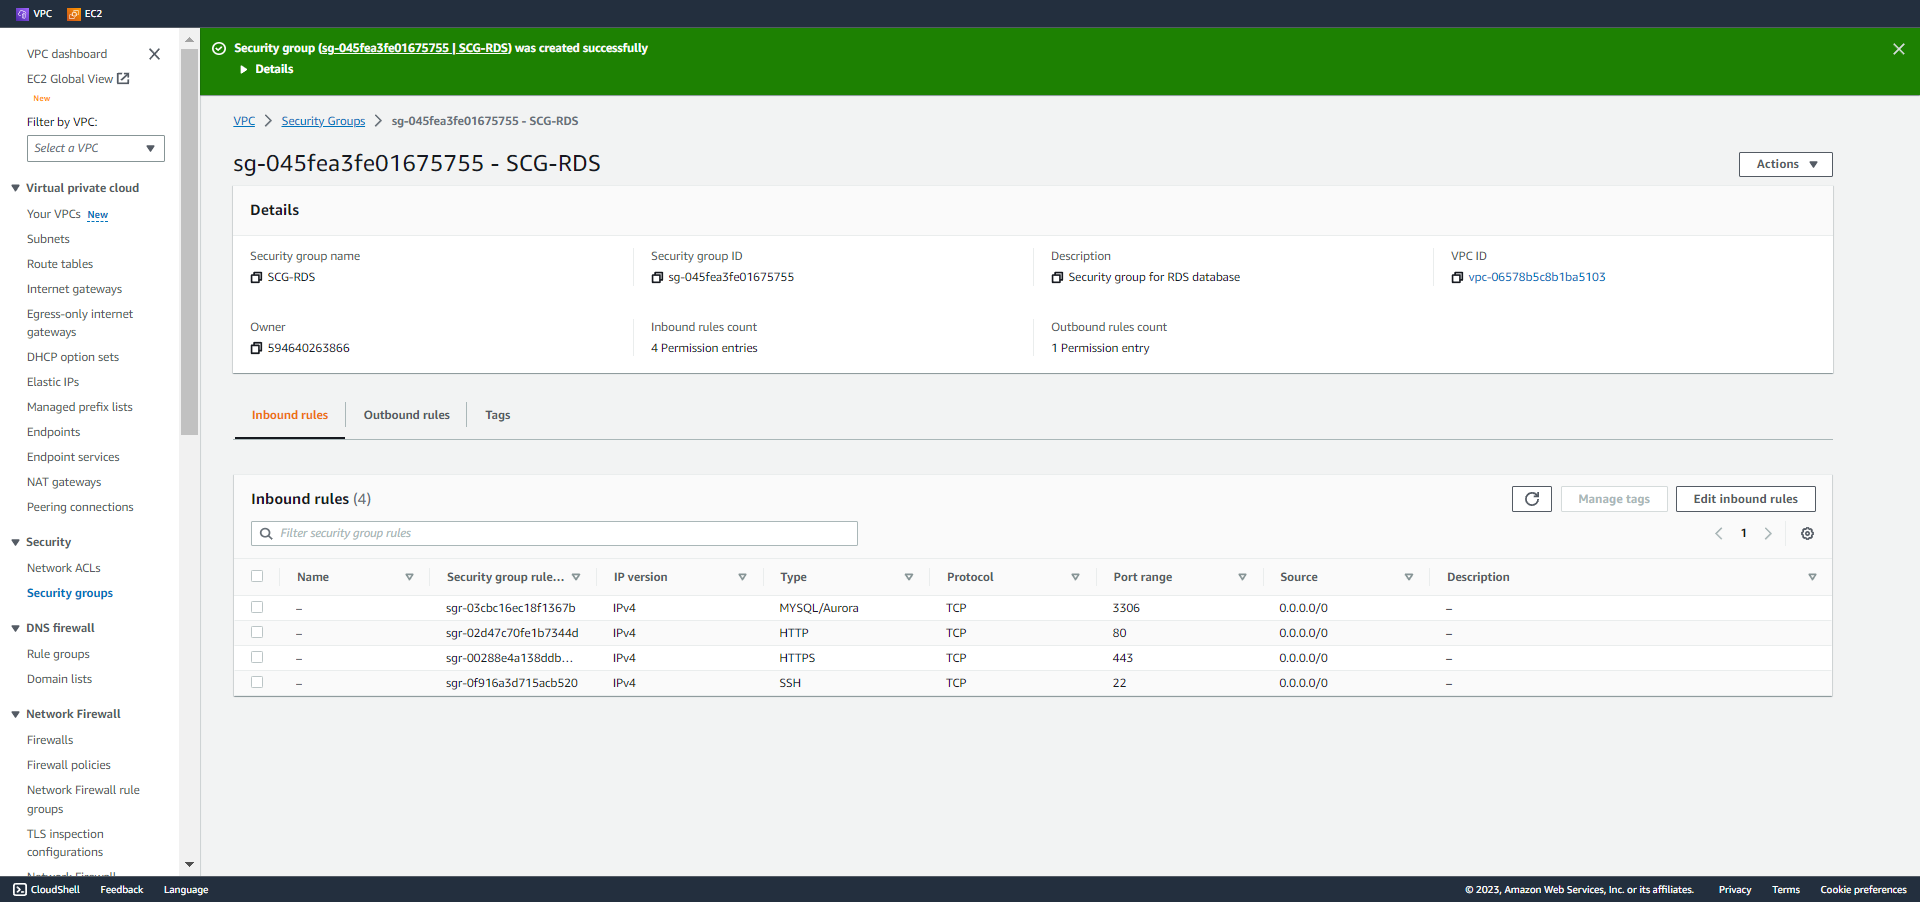 VPC EC2
VPC dashboard
EC2 Global View
New
Filter by VPC:
Select a VPC
Virtual private cloud
Your VPCs New
Subnets
Route tables
Internet gateways
Egress-only internet
gateways
DHCP option sets
Elastic IPs
Managed prefix lists
Endpoints
Endpoint services
NAT gateways
Peering connections
Security
Network ACLs
Security groups
DNS firewall
Rule groups
Domain lists
Network Firewall
Firewalls
Firewall policies
Network Firewall rule
groups
TLS inspection
configurations
Network Firewall
Security group (sg-045fea3fe01675755 | SCG-RDS) was created successfully
Details
VPC Security Groups sg-045fea3fe01675755 - SCG-RDS
sg-045fea3fe01675755 - SCG-RDS
Actions
Details
Security group name Security group ID Description VPC ID
SCG-RDS sg-045fea3fe01675755 Security group for RDS database vpc-06578b5c8b1ba5103
Owner Inbound rules count Outbound rules count
594640263866 4 Permission entries 1 Permission entry
Inbound rules Outbound rules Tags
Inbound rules (4) Manage tags Edit inbound rules
Filter security group rules 1
Name Security group rule... IP version Type Protocol Port range Source Description
– sgr-03cbc16ec18f1367b IPv4 MYSQL/Aurora TCP 3306 0.0.0.0/0 –
– sgr-02d47c70fe1b7344d IPv4 HTTP TCP 80 0.0.0.0/0 –
– sgr-00288e4a138ddb... IPv4 HTTPS TCP 443 0.0.0.0/0 –
– sgr-0f916a3d715acb520 IPv4 SSH TCP 22 0.0.0.0/0 –
CloudShell Feedback Language © 2023, Amazon Web Services, Inc. or its affiliates. Privacy Terms Cookie preferences